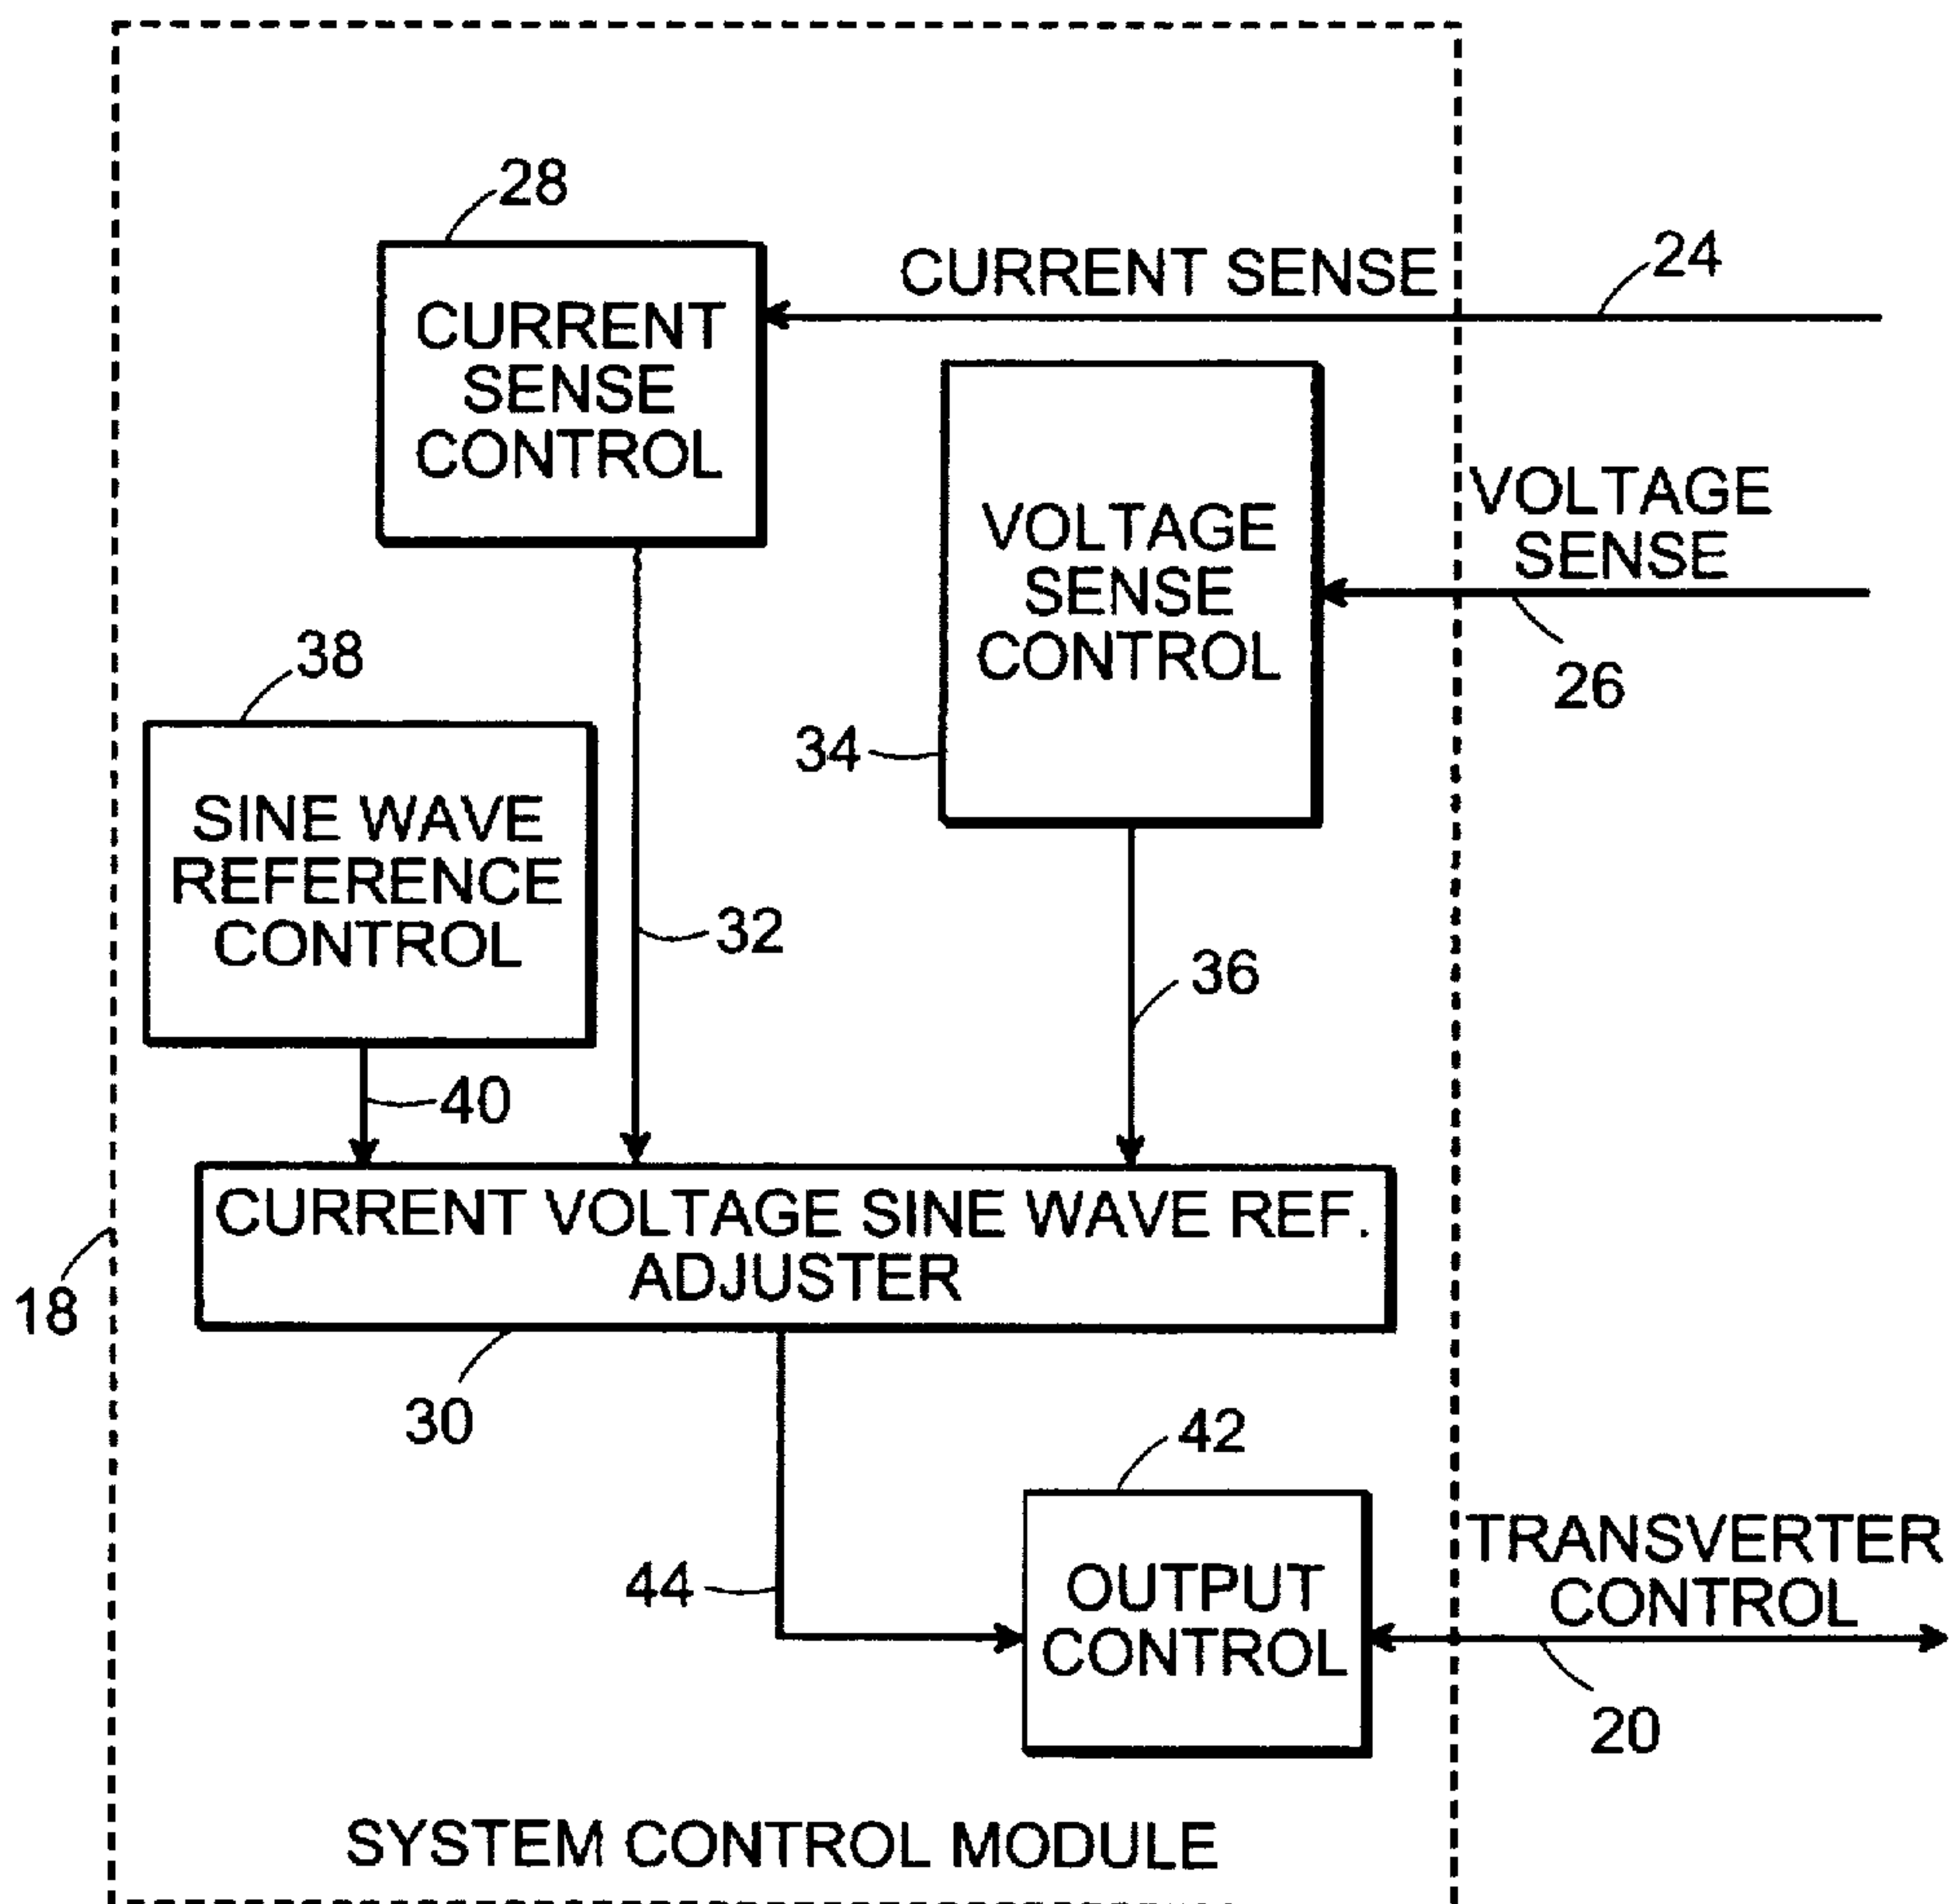 28
CURRENT SENSE
24
CURRENT
SENSE
CONTROL
VOLTAGE
SENSE
26
VOLTAGE
SENSE
CONTROL
34
38
SINE WAVE
REFERENCE
CONTROL
32
36
40
CURRENT VOLTAGE SINE WAVE REF.
ADJUSTER
18
30
42
TRANSVERTER
CONTROL
44
OUTPUT
CONTROL
20
SYSTEM CONTROL MODULE